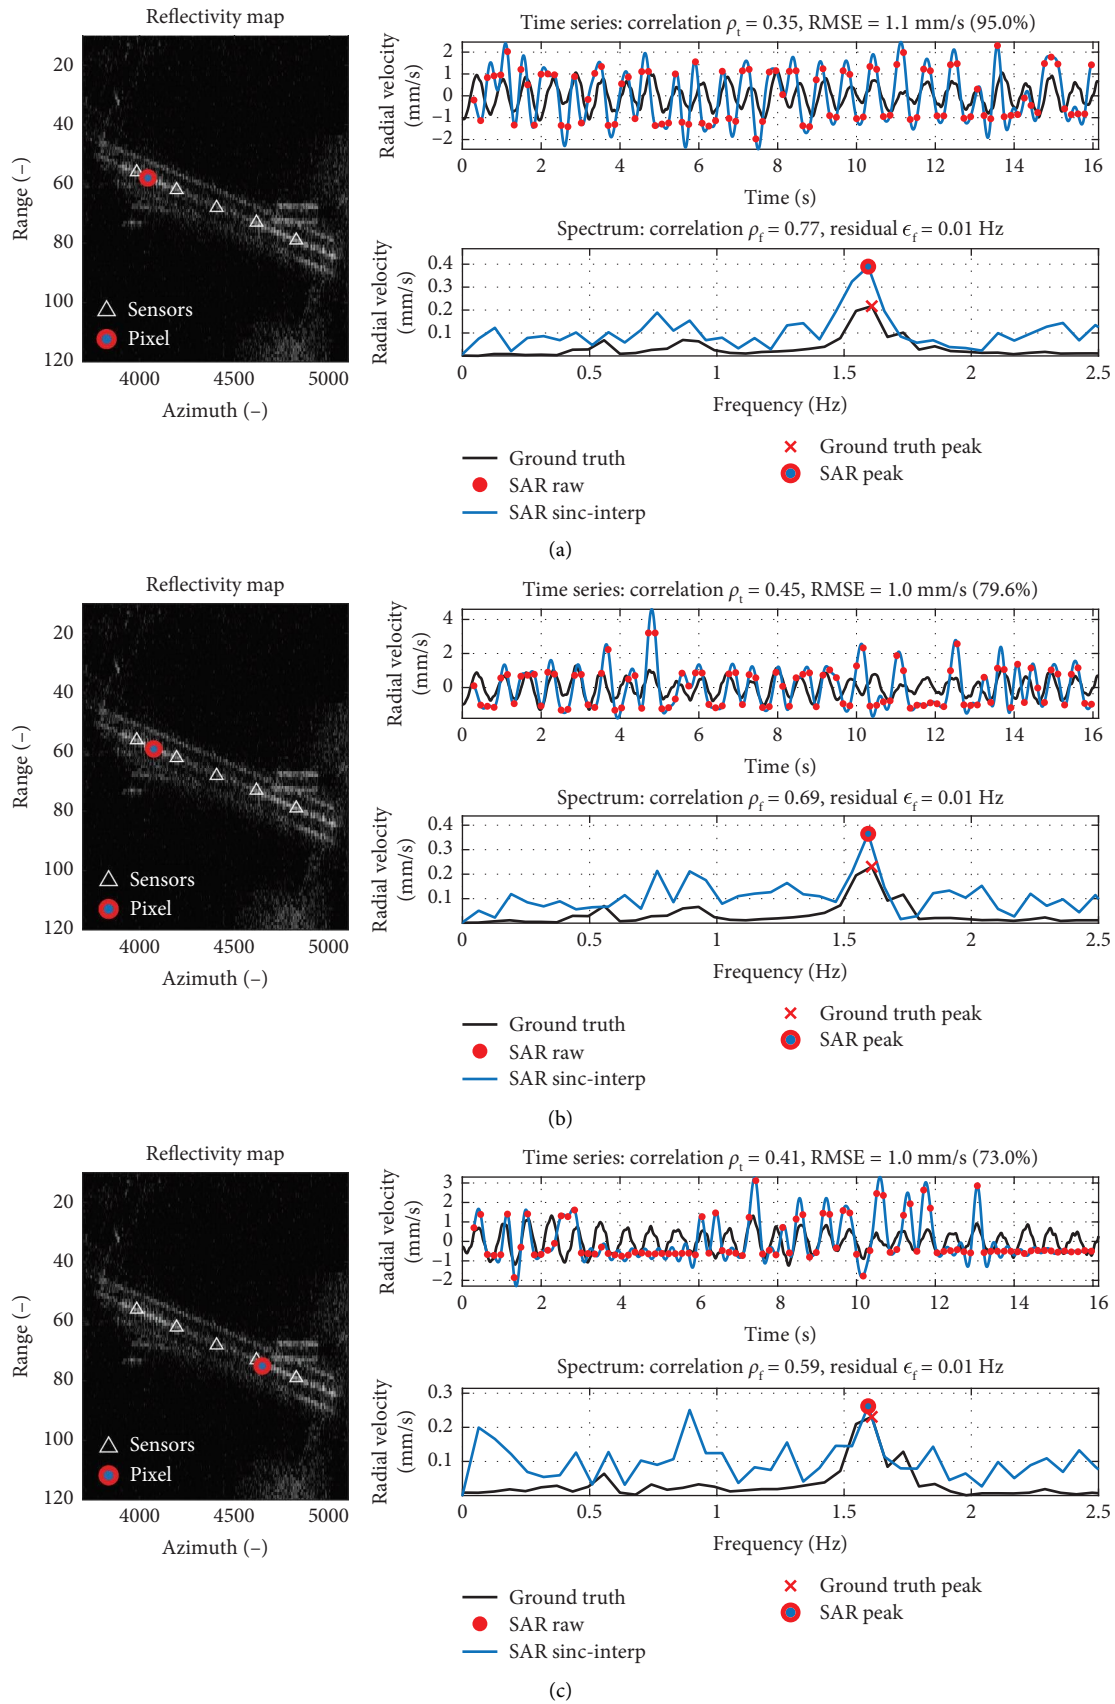 Reflectivity map
20
40
60
80
100
120
Range (–)
4000 4500 5000
Azimuth (–)
Sensors
Pixel
Time series: correlation ρt = 0.35, RMSE = 1.1 mm/s (95.0%)
Radial velocity
(mm/s)
2
1
0
−1
−2
0 2 4 6 8 10 12 14 16
Time (s)
Spectrum: correlation ρf = 0.77, residual ϵf = 0.01 Hz
Radial velocity
(mm/s)
0.4
0.3
0.2
0.1
0 0.5 1 1.5 2 2.5
Frequency (Hz)
Ground truth
SAR raw
SAR sinc-interp
Ground truth peak
SAR peak
(a)
Reflectivity map
20
40
60
80
100
120
Range (–)
4000 4500 5000
Azimuth (–)
Sensors
Pixel
Time series: correlation ρt = 0.45, RMSE = 1.0 mm/s (79.6%)
Radial velocity
(mm/s)
4
2
0
0 2 4 6 8 10 12 14 16
Time (s)
Spectrum: correlation ρf = 0.69, residual ϵf = 0.01 Hz
Radial velocity
(mm/s)
0.4
0.3
0.2
0.1
0 0.5 1 1.5 2 2.5
Frequency (Hz)
Ground truth
SAR raw
SAR sinc-interp
Ground truth peak
SAR peak
(b)
Reflectivity map
20
40
60
80
100
120
Range (–)
4000 4500 5000
Azimuth (–)
Sensors
Pixel
Time series: correlation ρt = 0.41, RMSE = 1.0 mm/s (73.0%)
Radial velocity
(mm/s)
3
2
1
0
−1
−2
0 2 4 6 8 10 12 14 16
Time (s)
Spectrum: correlation ρf = 0.59, residual ϵf = 0.01 Hz
Radial velocity
(mm/s)
0.3
0.2
0.1
0 0.5 1 1.5 2 2.5
Frequency (Hz)
Ground truth
SAR raw
SAR sinc-interp
Ground truth peak
SAR peak
(c)